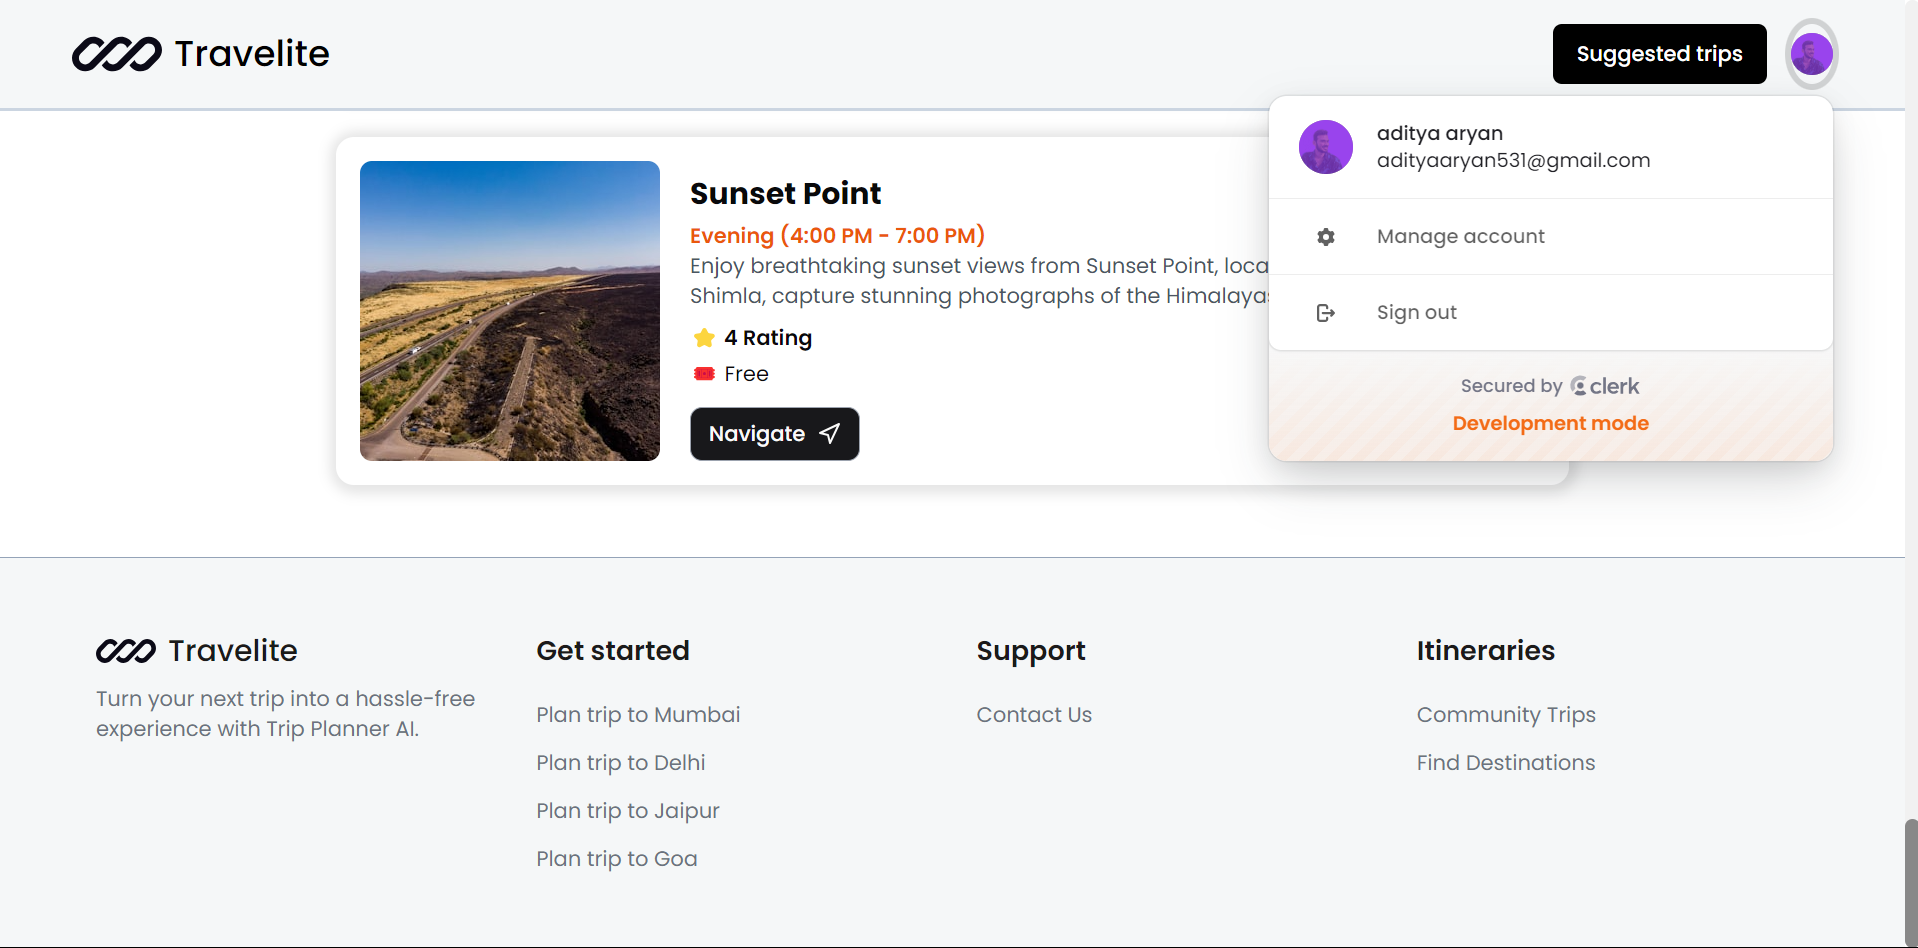 Travelite
Suggested trips
aditya aryan
adityaaryan531@gmail.com
Manage account
Sign out
Secured by clerk
Development mode
Sunset Point
Evening (4:00 PM - 7:00 PM)
Enjoy breathtaking sunset views from Sunset Point, loca
Shimla, capture stunning photographs of the Himalayas
4 Rating
Free
Navigate
Travelite
Turn your next trip into a hassle-free
experience with Trip Planner AI.
Get started
Plan trip to Mumbai
Plan trip to Delhi
Plan trip to Jaipur
Plan trip to Goa
Support
Contact Us
Itineraries
Community Trips
Find Destinations